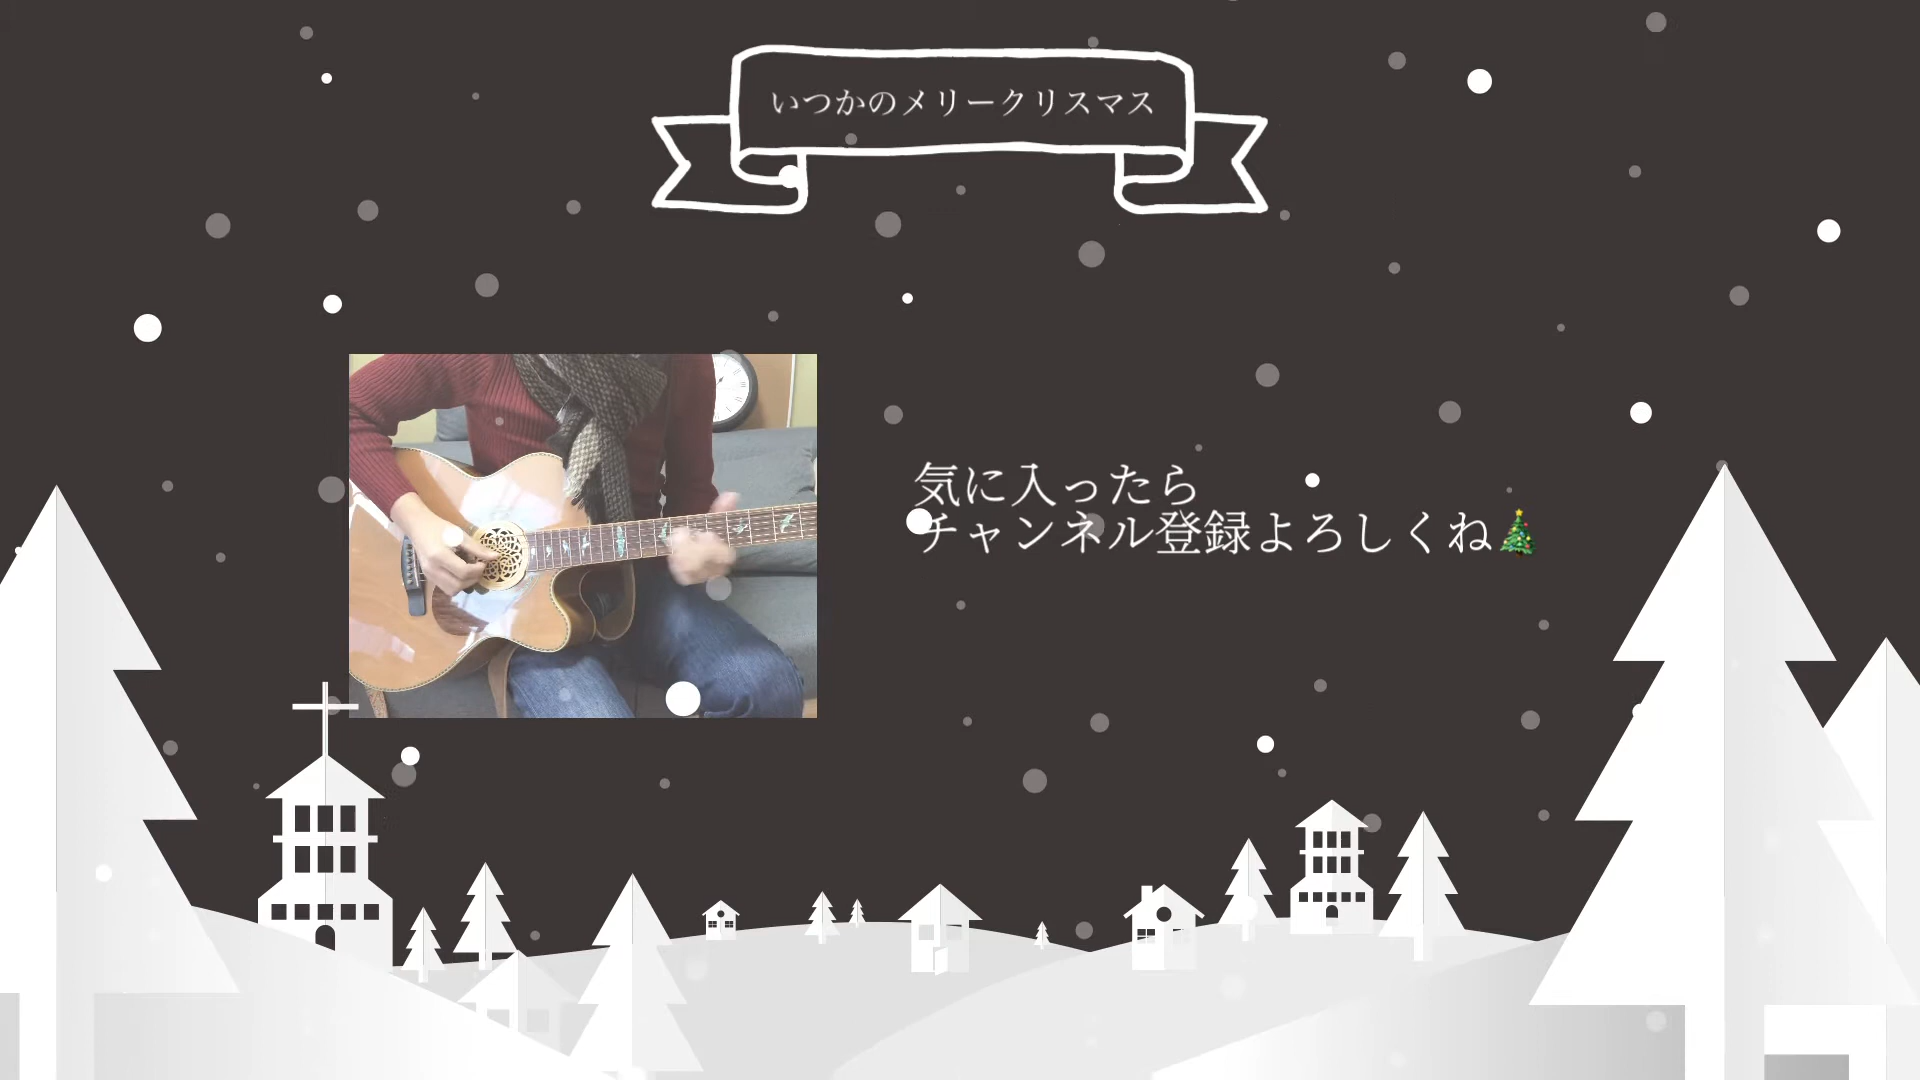 いつかのメリークリスマス
気に入ったら
チャンネル登録よろしくね🎄